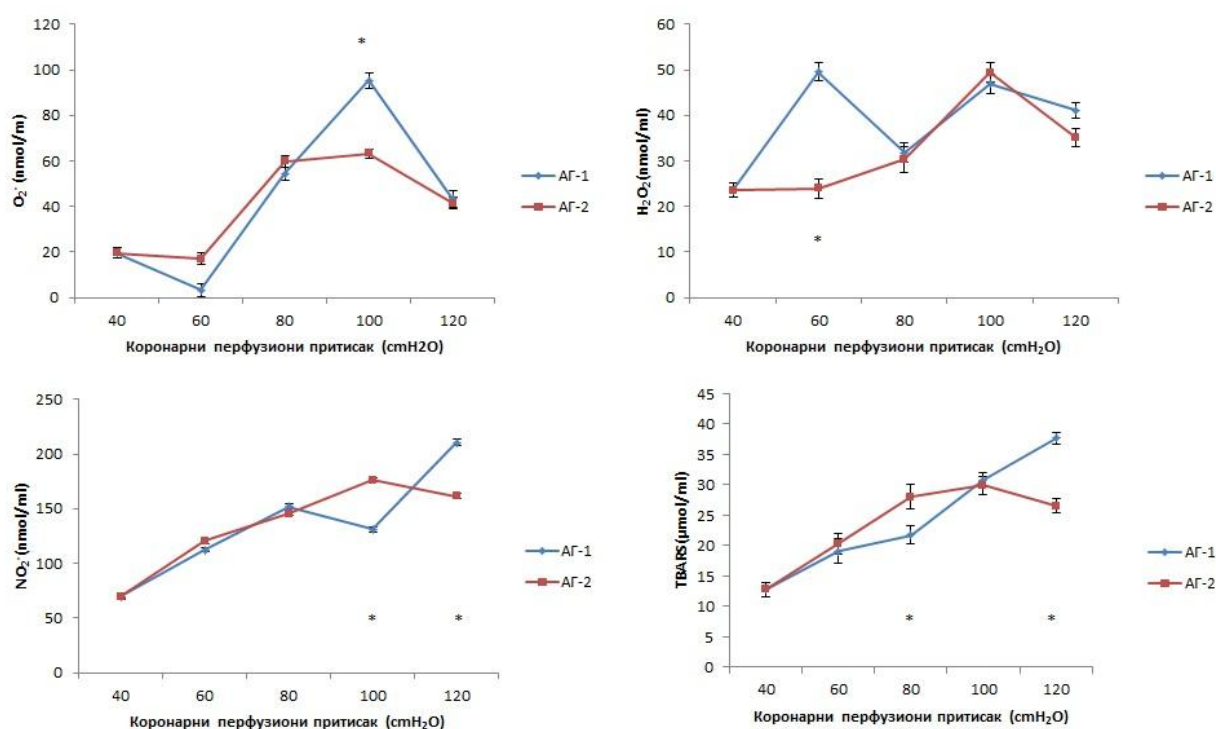 O₂⁻ (nmol/m)
120
100
80
60
40
20
0
*
40 60 80 100 120
Коронарни перфузиони притисак (cmH2O)
АГ-1
АГ-2
H₂O₂(nmol/ml)
60
50
40
30
20
10
0
*
40 60 80 100 120
Коронарни перфузиони притисак (cmH₂O)
АГ-1
АГ-2
NO₂⁻(nmol/ml)
250
200
150
100
50
0
* *
40 60 80 100 120
Коронарни перфузиони притисак (cmH₂O)
АГ-1
АГ-2
TBARS(µmol/ml)
45
40
35
30
25
20
15
10
5
0
* *
40 60 80 100 120
Коронарни перфузиони притисак (cmH₂O)
АГ-1
АГ-2